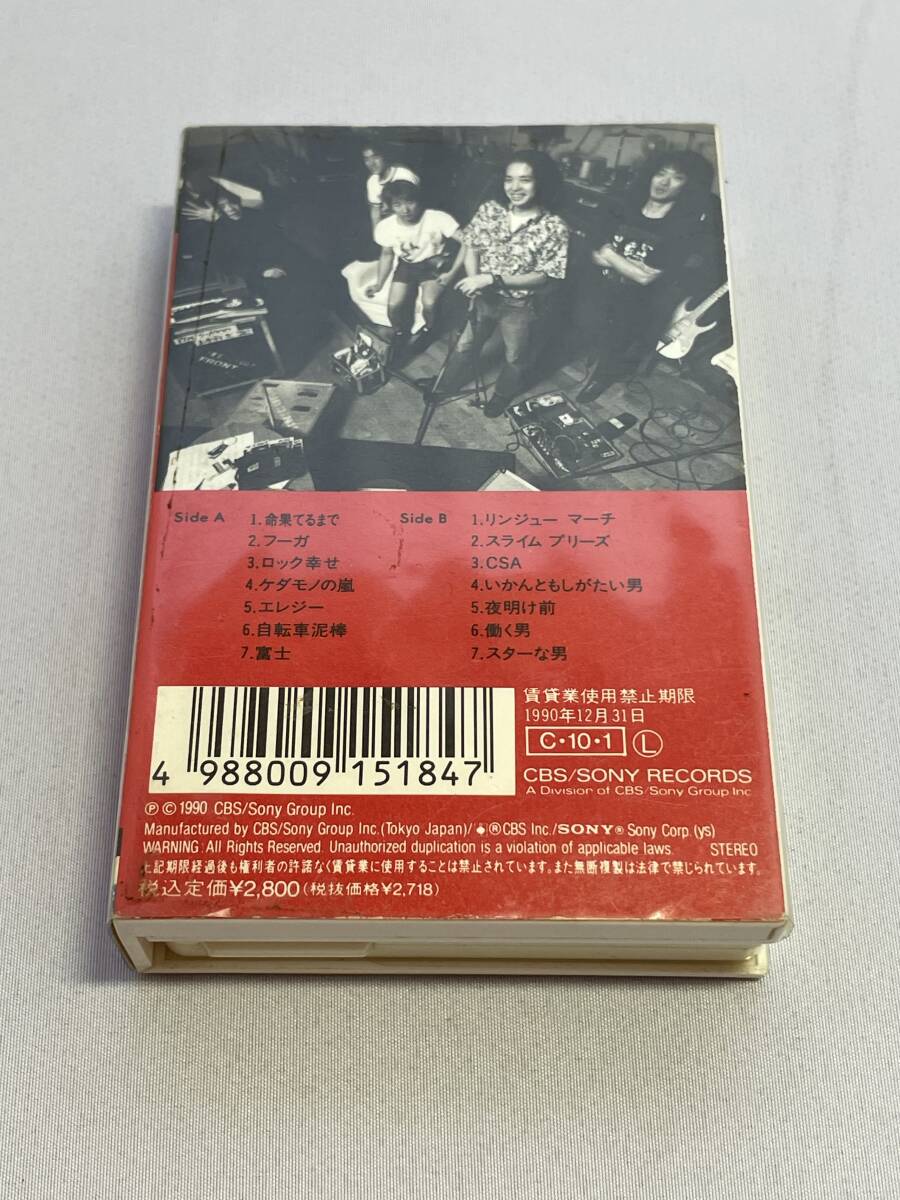 FRONT
Side A
1.命果てるまで
2.フーガ
3.ロック幸せ
4.ケダモノの嵐
5.エレジー
6.自転車泥棒
7.富士
Side B
1.リンジュー マーチ
2.スライム プリーズ
3.CSA
4.いかんともしがたい男
5.夜明け前
6.働く男
7.スターな男
4 988009 151847
賃貸業使用禁止期限
1990年12月31日
C・10・1 L
CBS/SONY RECORDS
A Division of CBS/Sony Group Inc.
Ⓟ © 1990 CBS/Sony Group Inc.
Manufactured by CBS/Sony Group Inc.(Tokyo Japan)/®CBS Inc./SONY® Sony Corp.(ys)
WARNING: All Rights Reserved. Unauthorized duplication is a violation of applicable laws. STEREO
上記期限経過後も権利者の許諾なく賃貸業に使用することは禁止されています。また無断複製は法律で禁じられています。
税込定価¥2,800(税抜価格¥2,718)